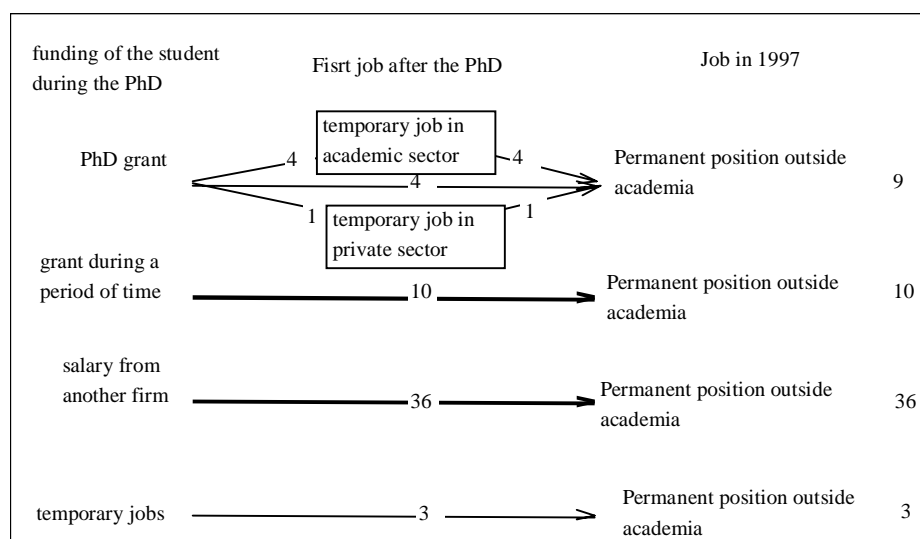 funding of the student
during the PhD
Fisrt job after the PhD
Job in 1997
PhD grant
4
temporary job in
academic sector
4
4
1
temporary job in
private sector
1
Permanent position outside
academia
9
grant during a
period of time
10
Permanent position outside
academia
10
salary from
another firm
36
Permanent position outside
academia
36
temporary jobs
3
Permanent position outside
academia
3